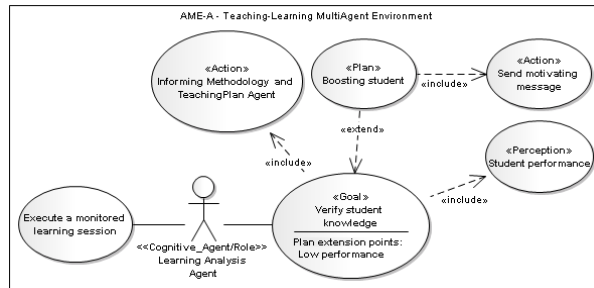 AME-A - Teaching-Learning MultiAgent Environment
«Action»
Informing Methodology and
TeachingPlan Agent
«Plan»
Boosting student
«include»
«Action»
Send motivating
message
«extend»
«include»
«Perception»
Student performance
«include»
Execute a monitored
learning session
<<Cognitive_Agent/Role>>
Learning Analysis
Agent
«Goal»
Verify student
knowledge
Plan extension points:
Low performance